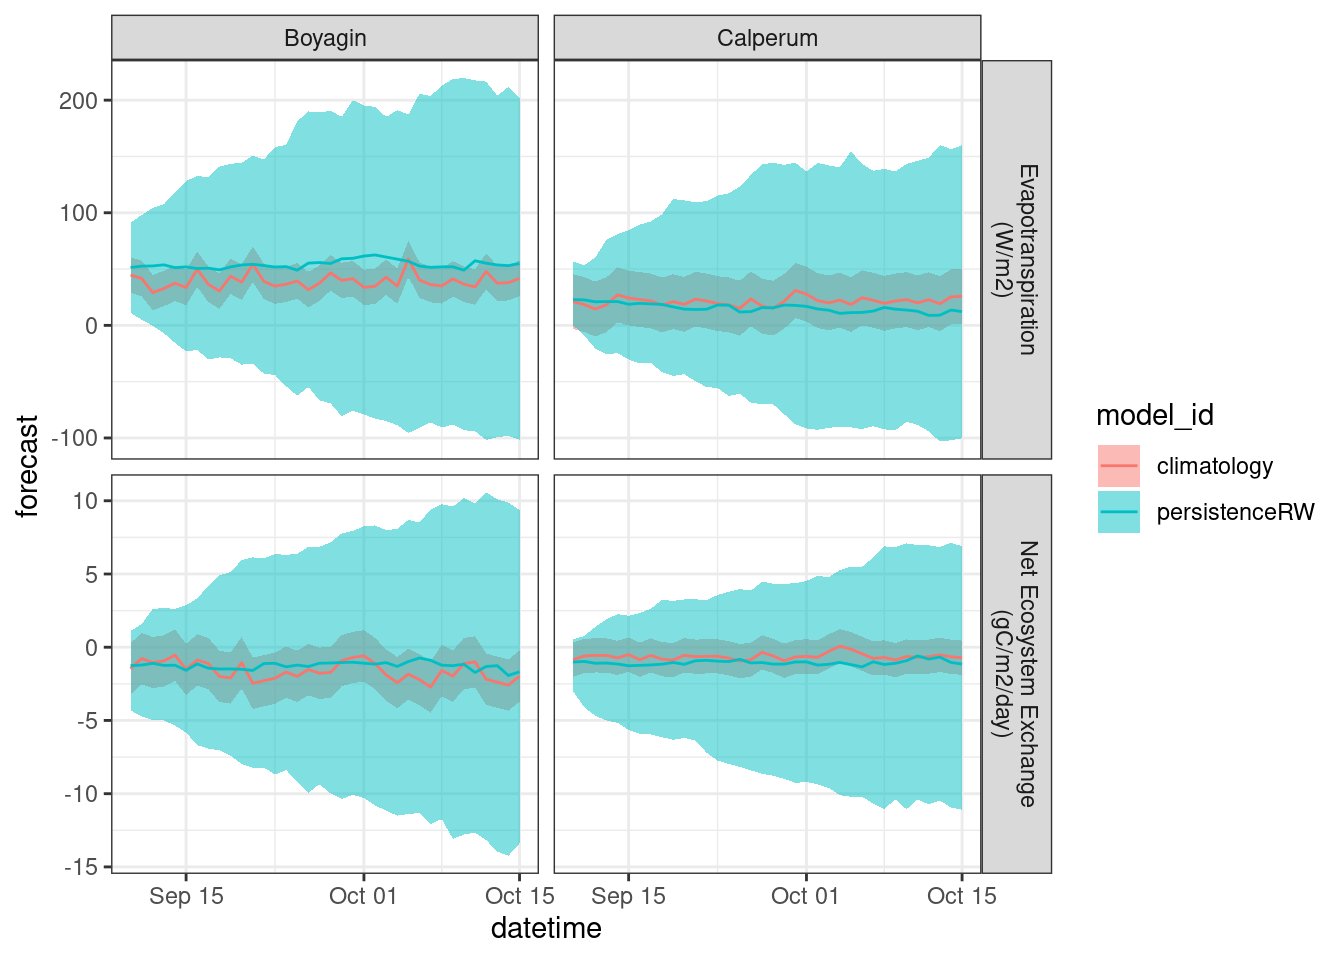 Boyagin
Calperum
200
100
0
-100
Evapotranspiration
(W/m2)
10
5
0
-5
-10
-15
Net Ecosystem Exchange
(gC/m2/day)
forecast
Sep 15
Oct 01
Oct 15
Sep 15
Oct 01
Oct 15
datetime
model_id
climatology
persistenceRW